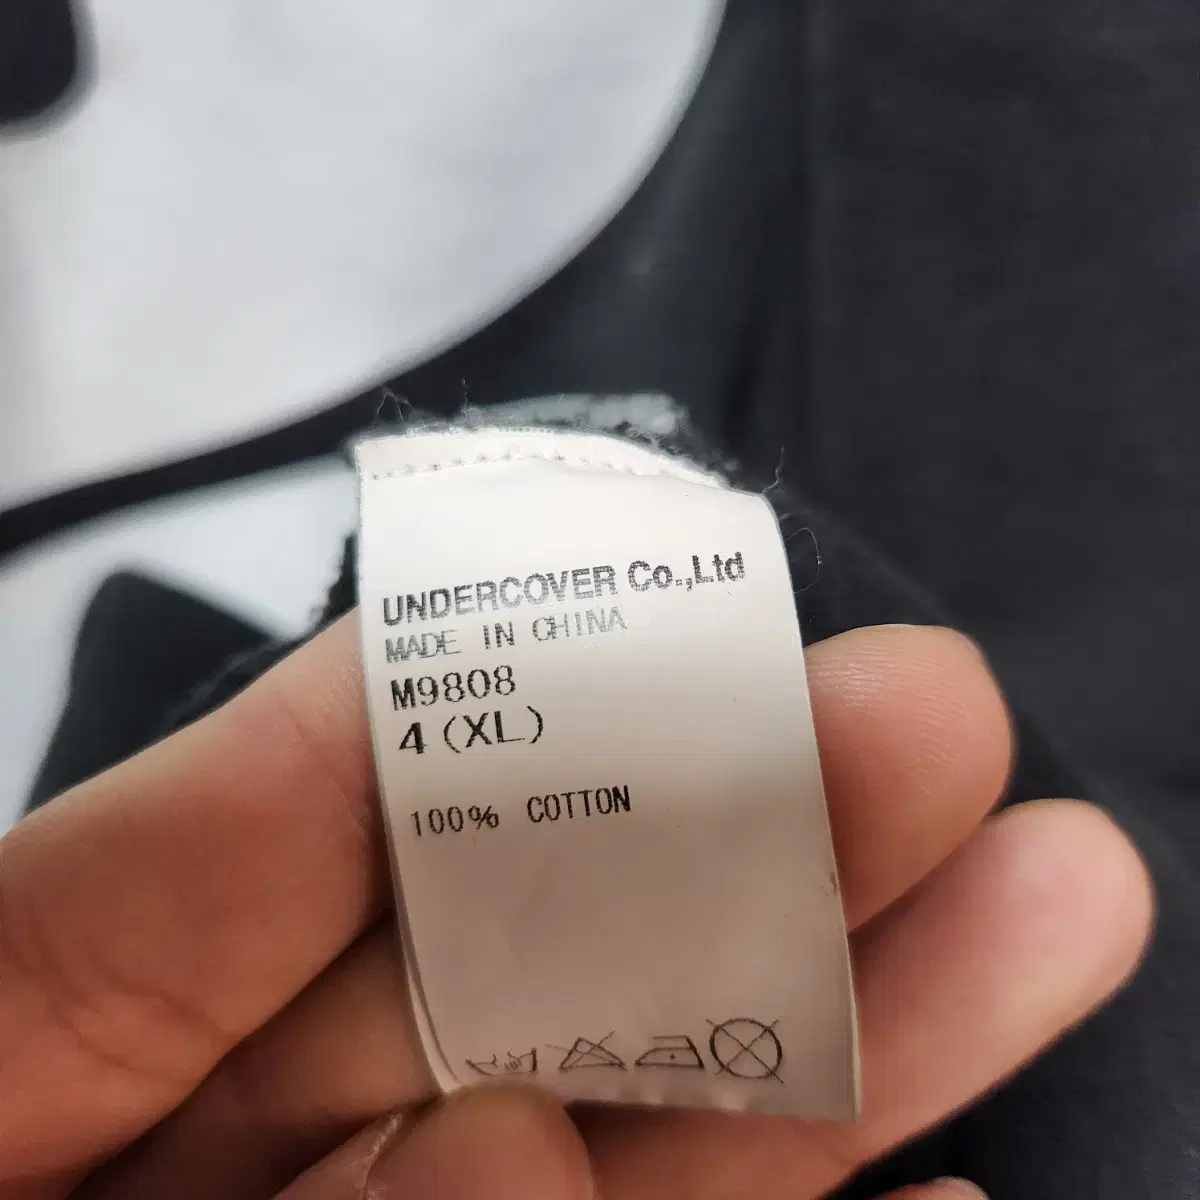 UNDERCOVER Co.,Ltd
MADE IN CHINA
M9808
4 (XL)
100% COTTON